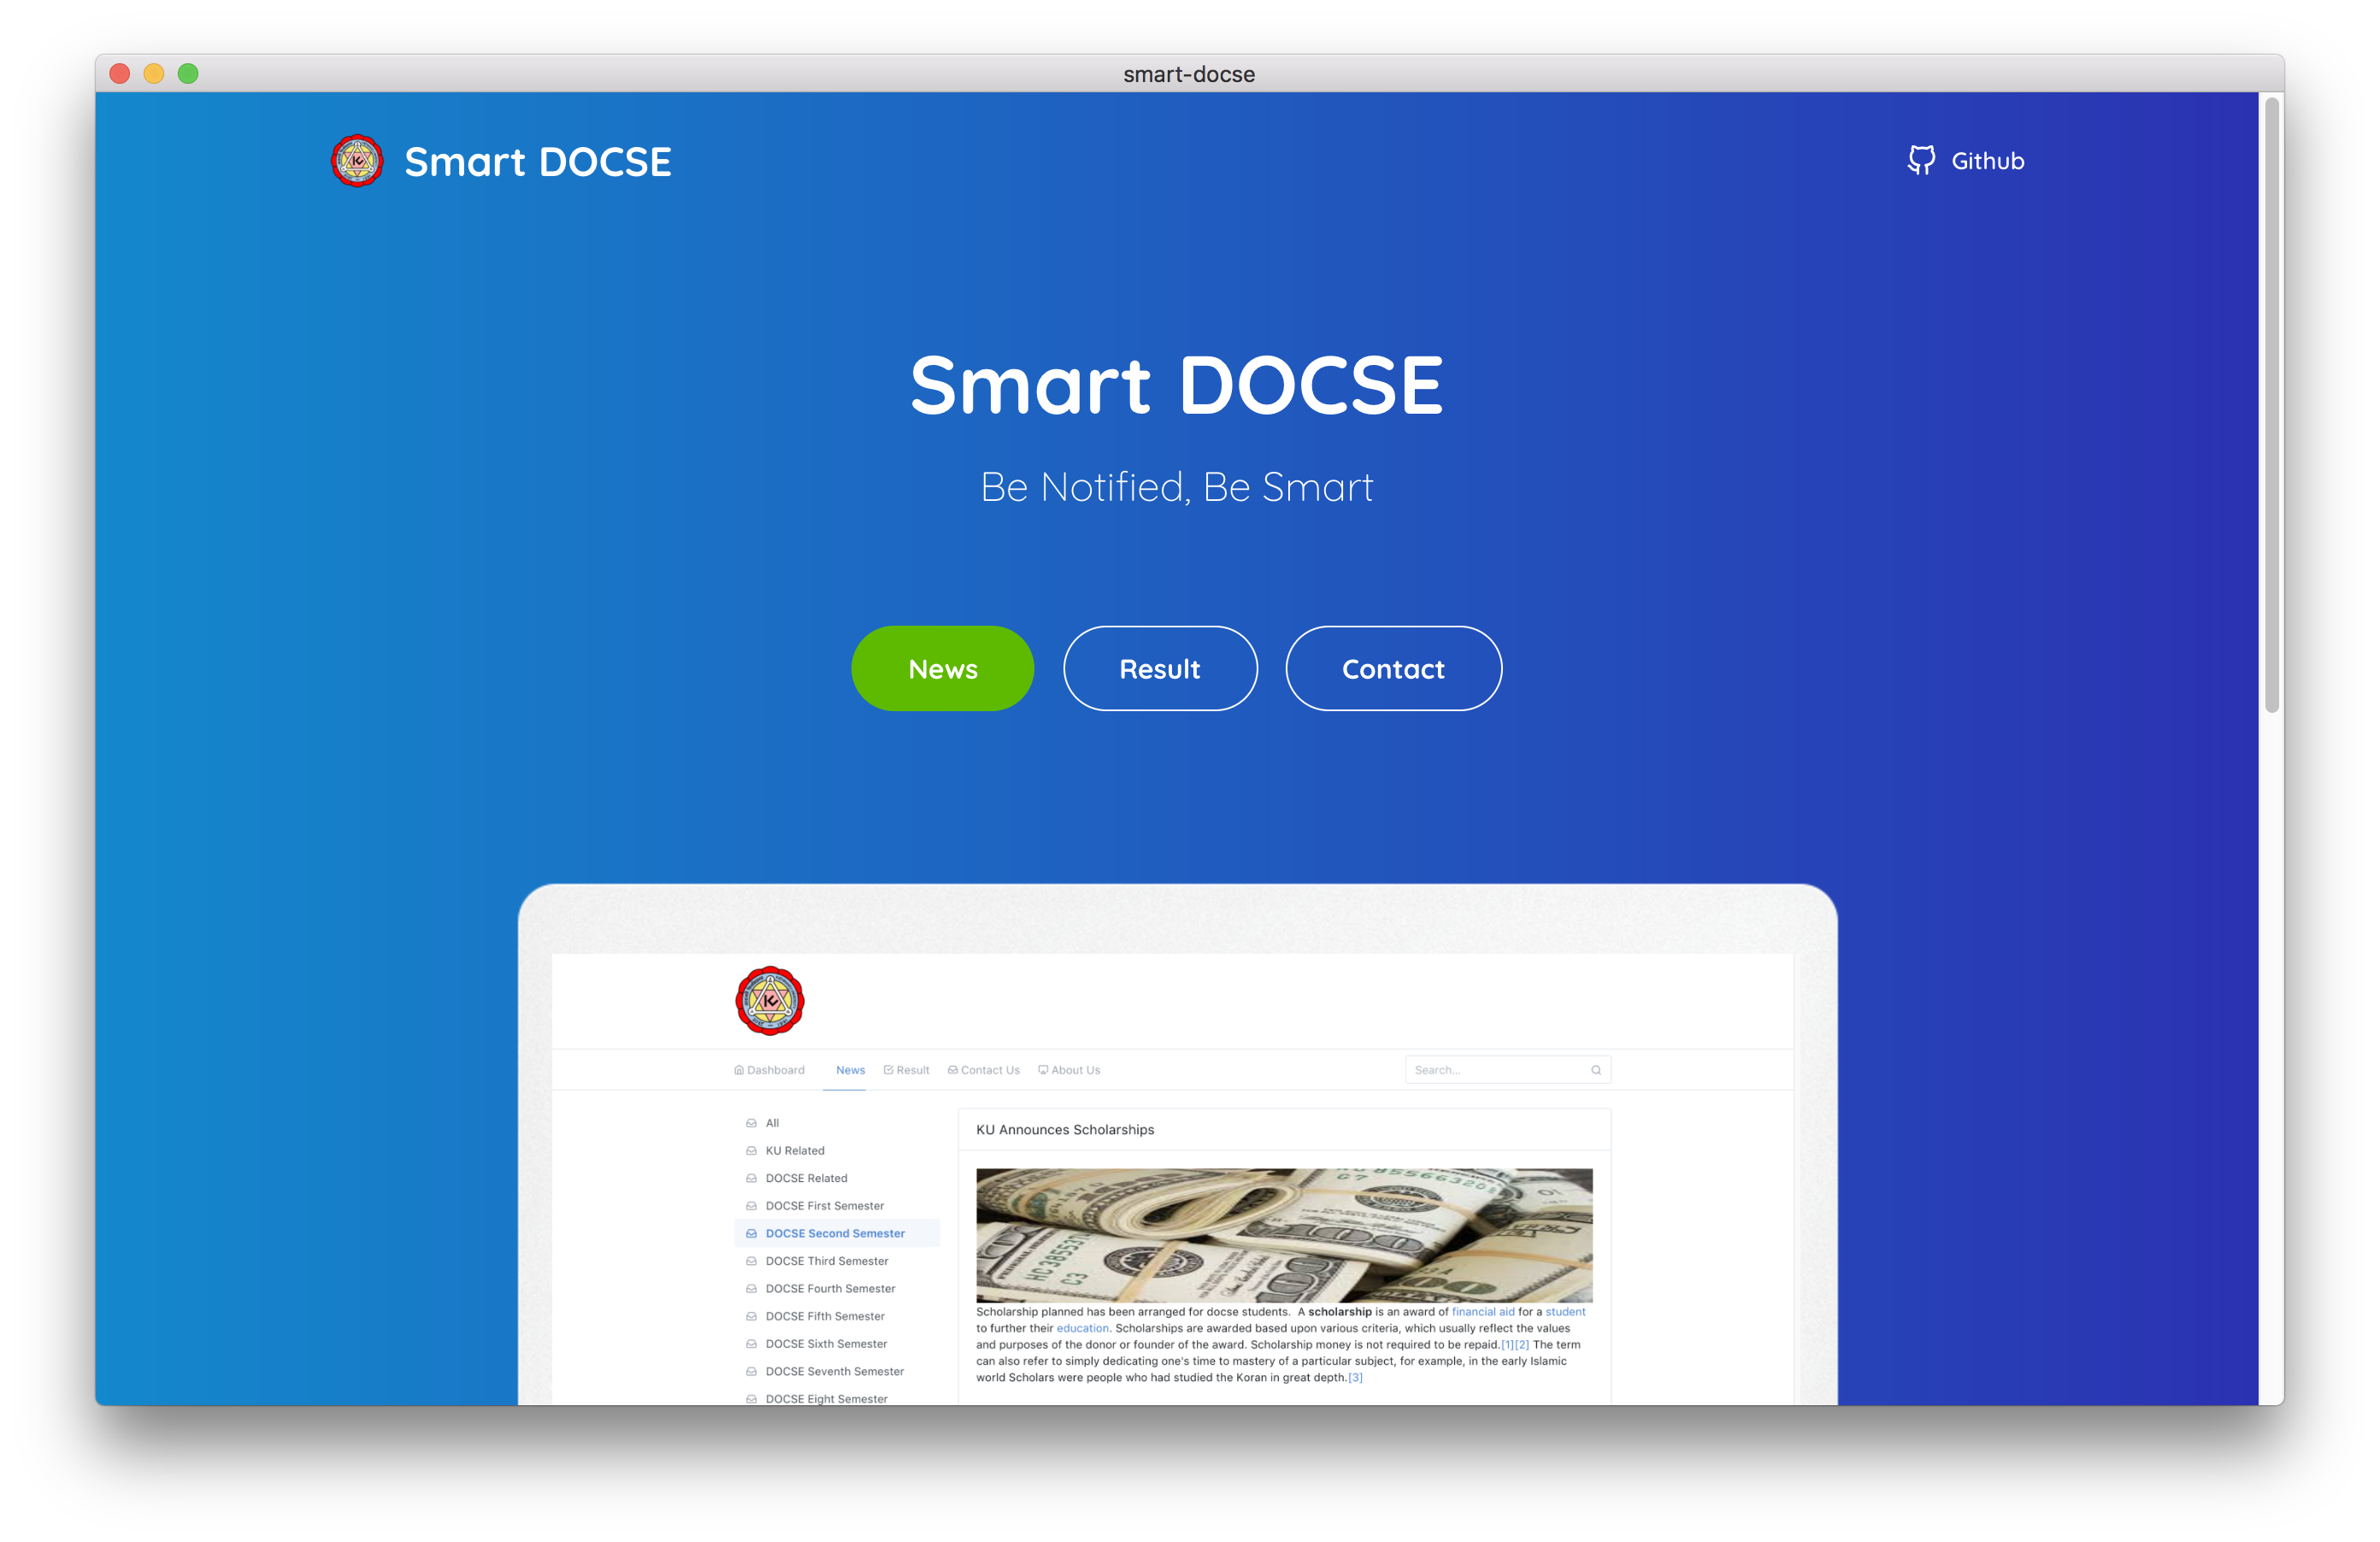 smart-docse
Smart DOCSE
Github
Smart DOCSE
Be Notified, Be Smart
News
Result
Contact
Dashboard
News
Result
Contact Us
About Us
Search...
All
KU Related
DOCSE Related
DOCSE First Semester
DOCSE Second Semester
DOCSE Third Semester
DOCSE Fourth Semester
DOCSE Fifth Semester
DOCSE Sixth Semester
DOCSE Seventh Semester
DOCSE Eight Semester
KU Announces Scholarships
100
100
C3
Scholarship planned has been arranged for docse students. A scholarship is an award of financial aid for a student
to further their education. Scholarships are awarded based upon various criteria, which usually reflect the values
and purposes of the donor or founder of the award. Scholarship money is not required to be repaid.[1][2] The term
can also refer to simply dedicating one's time to mastery of a particular subject, for example, in the early Islamic
world Scholars were people who had studied the Koran in great depth.[3]